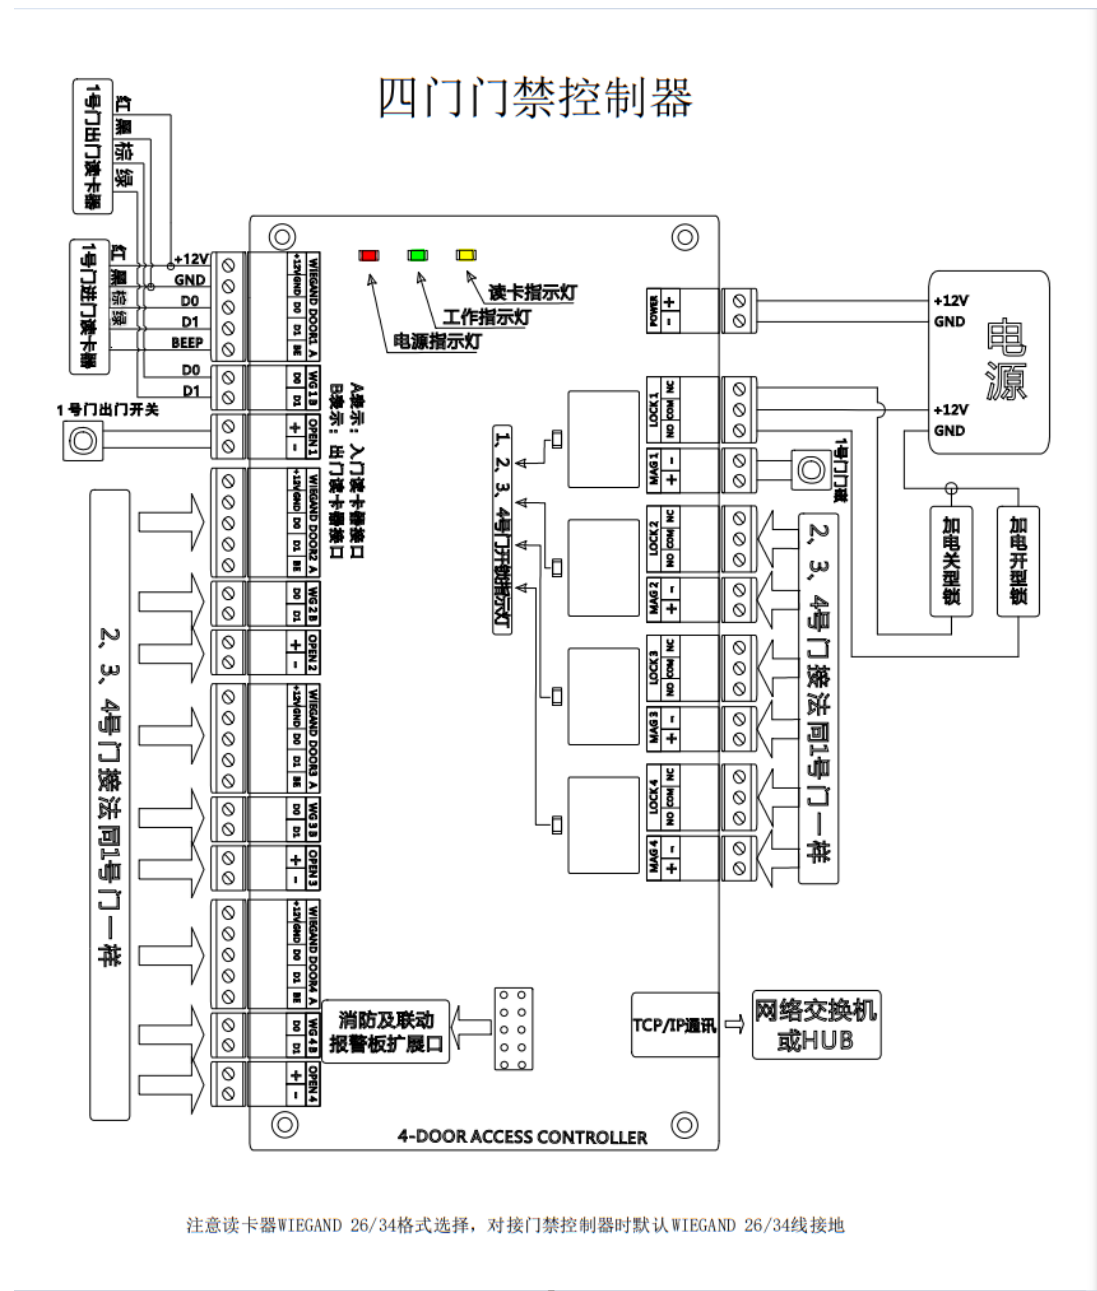 四门门禁控制器
1号门出门读卡器
红
黑
棕
绿
1号门进门读卡器
红
黑
棕
绿
+12V
GND
D0
D1
BEEP
D0
D1
1号门出门开关
WIEGAND DOOR1 A
+12V GND D0 D1 BE
WG 1 B
D0 D1
OPEN 1
+ -
读卡指示灯
工作指示灯
电源指示灯
A表示：入门读卡器接口
B表示：出门读卡器接口
1、2、3、4号门开锁指示灯
POWER
+ -
+12V
GND
电源
+12V
GND
LOCK 1
NO COM NC
MAG 1
+ -
1号门门磁
加电关型锁
加电开型锁
2、3、4号门接法同1号门一样
WIEGAND DOOR2 A
+12V GND D0 D1 BE
WG 2 B
D0 D1
OPEN 2
+ -
WIEGAND DOOR3 A
+12V GND D0 D1 BE
WG 3 B
D0 D1
OPEN 3
+ -
WIEGAND DOOR4 A
+12V GND D0 D1 BE
WG 4 B
D0 D1
OPEN 4
+ -
LOCK 2
NO COM NC
MAG 2
+ -
LOCK 3
NO COM NC
MAG 3
+ -
LOCK 4
NO COM NC
MAG 4
+ -
2、3、4号门接法同1号门一样
消防及联动
报警板扩展口
TCP/IP通讯
网络交换机
或HUB
4-DOOR ACCESS CONTROLLER
注意读卡器WIEGAND 26/34格式选择，对接门禁控制器时默认WIEGAND 26/34线接地